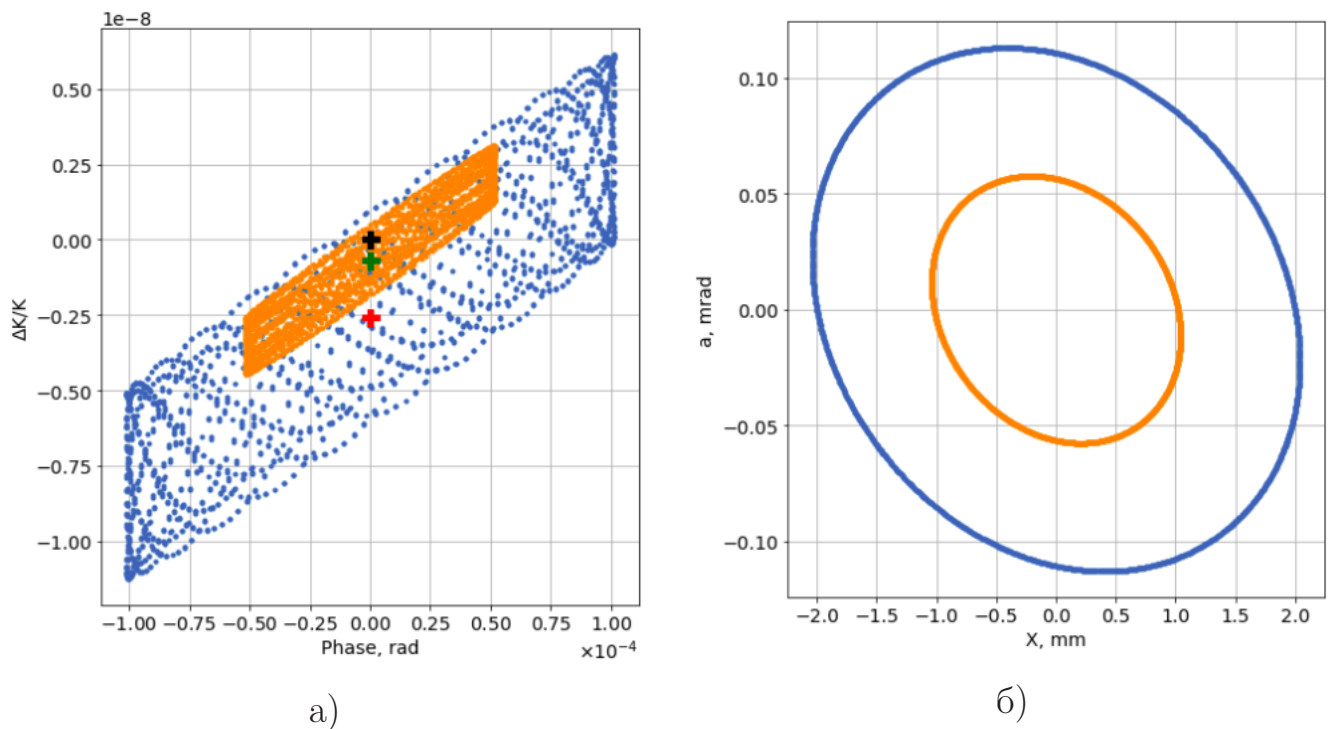 1e−8
0.50
0.25
0.00
−0.25
−0.50
−0.75
−1.00
ΔK/K
−1.00 −0.75 −0.50 −0.25 0.00 0.25 0.50 0.75 1.00
Phase, rad
×10−4
а)
0.10
0.05
0.00
−0.05
−0.10
a, mrad
−2.0 −1.5 −1.0 −0.5 0.0 0.5 1.0 1.5 2.0
X, mm
б)